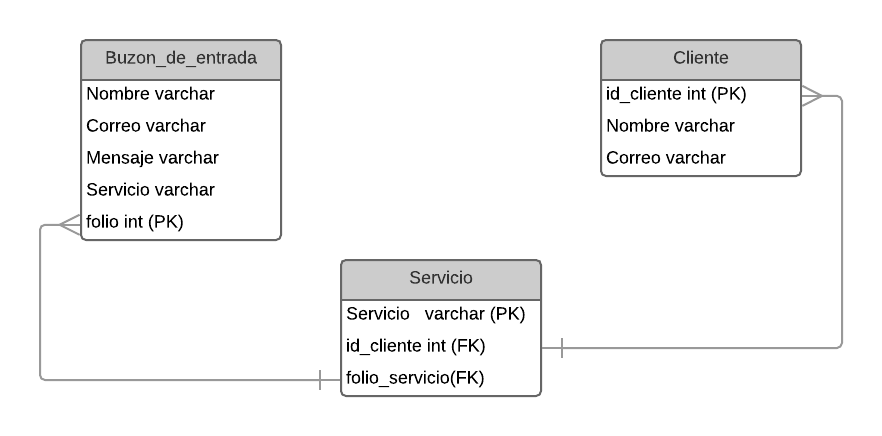 Buzon_de_entrada
Nombre varchar
Correo varchar
Mensaje varchar
Servicio varchar
folio int (PK)
Cliente
id_cliente int (PK)
Nombre varchar
Correo varchar
Servicio
Servicio varchar (PK)
id_cliente int (FK)
folio_servicio(FK)